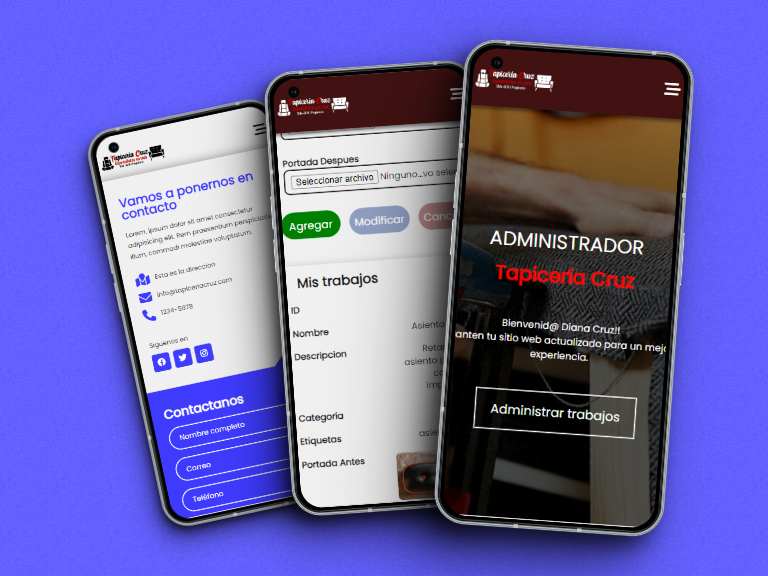 Tapiceria Cruz
Vamos a ponernos en
contacto
Lorem, ipsum dolor sit amet consectetur
adipisicing elit. Rem praesentium perspiciatis
illum, commodi molestiae voluptatum.
Esta es la direccion
info@tapiceriacruz.com
1234-5678
Siguenos en
Contactanos
Nombre completo
Correo
Teléfono
Tapiceria Cruz
Portada Despues
Seleccionar archivo Ninguno...vo selec
Agregar
Modificar
Canc
Mis trabajos
ID
Nombre
Asiento
Descripcion
Reta
asiento p
co
imp
Categoria
Etiquetas
asie
Portada Antes
Tapiceria Cruz
ADMINISTRADOR
Tapicería Cruz
Bienvenid@ Diana Cruz!!
anten tu sitio web actualizado para un mejo
experiencia.
Administrar trabajos